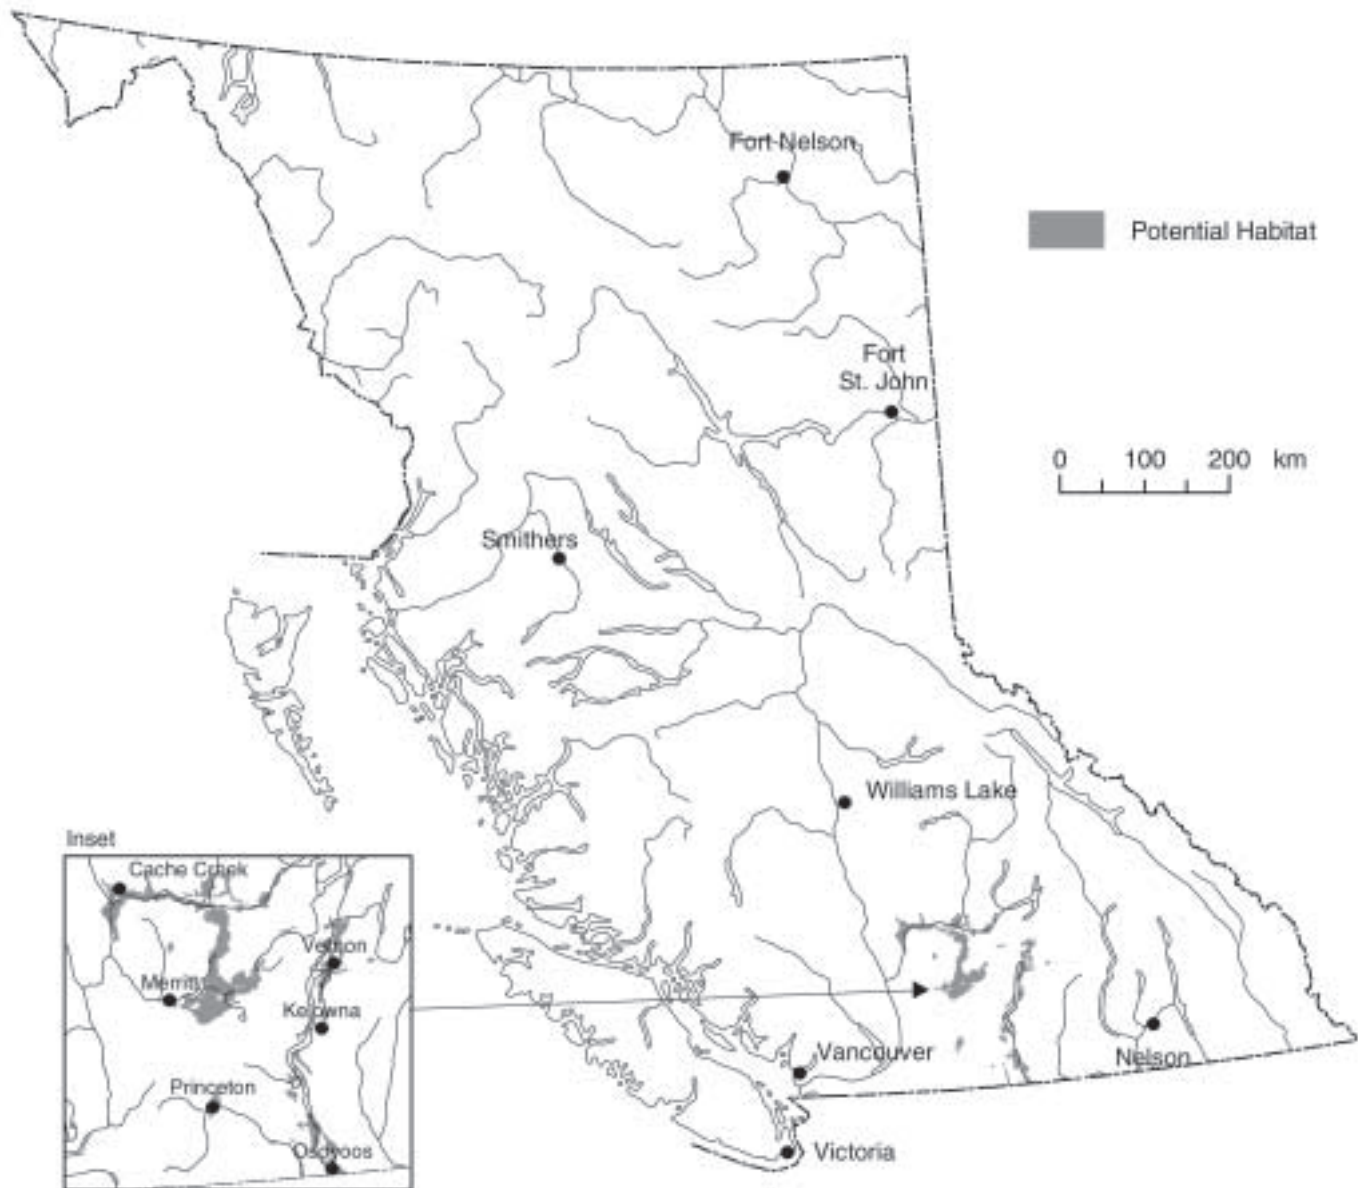 Fort Nelson
Potential Habitat
Fort
St. John
0 100 200 km
Smithers
Williams Lake
Inset
Cache Creek
Vernon
Merritt
Kelowna
Princeton
Osoyoos
Vancouver
Nelson
Victoria